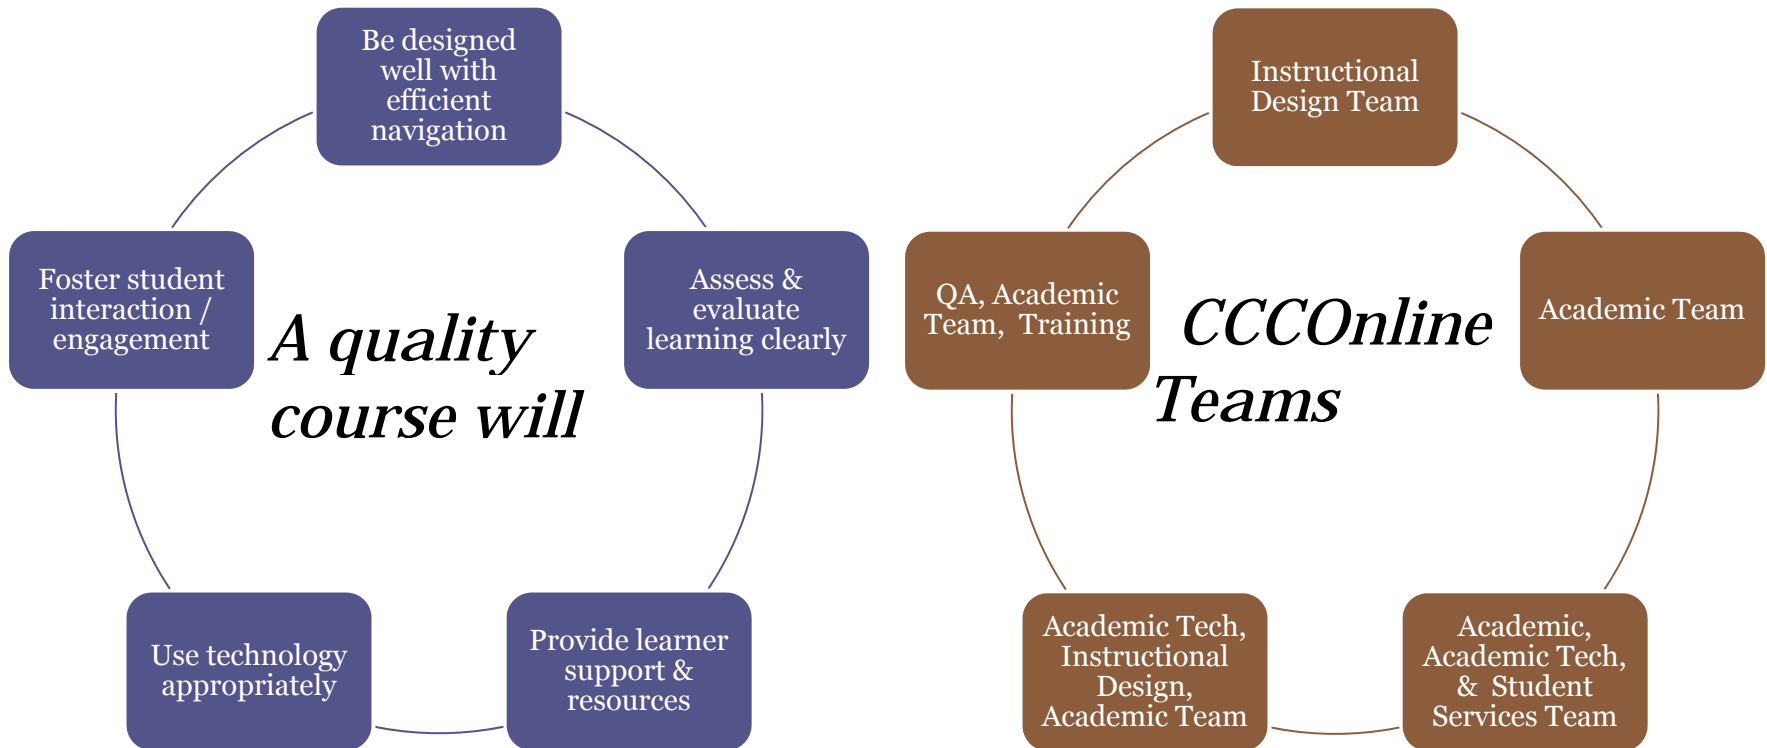 Be designed
well with
efficient
navigation
Assess &
evaluate
learning clearly
Provide learner
support &
resources
Use technology
appropriately
Foster student
interaction /
engagement
A quality
course will
Instructional
Design Team
Academic Team
Academic,
Academic Tech,
& Student
Services Team
Academic Tech,
Instructional
Design,
Academic Team
QA, Academic
Team, Training
CCCOnline
Teams